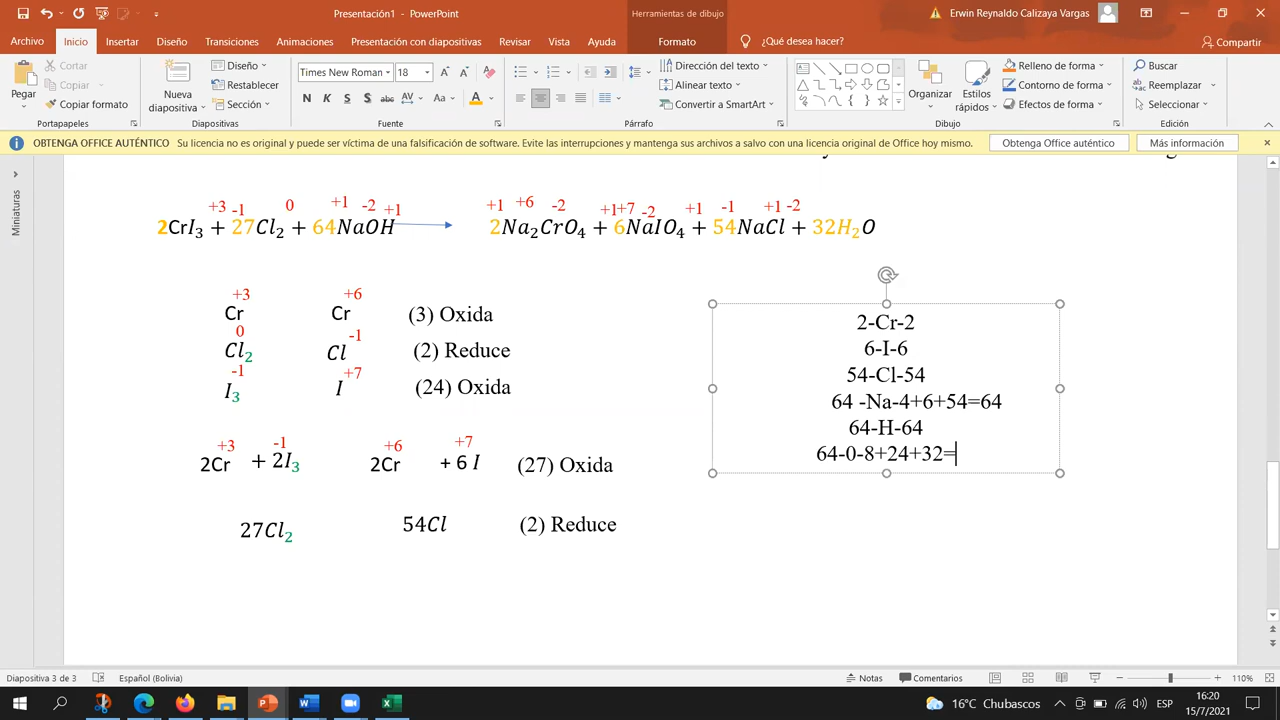 Presentación1 - PowerPoint
Herramientas de dibujo
Erwin Reynaldo Calizaya Vargas
Archivo Inicio Insertar Diseño Transiciones Animaciones Presentación con diapositivas Revisar Vista Ayuda Formato ¿Qué desea hacer? Compartir
Pegar
Cortar
Copiar
Copiar formato
Portapapeles
Nueva diapositiva
Diseño
Restablecer
Sección
Diapositivas
Times New Roman 18
N K S S abc AV Aa A
Fuente
Párrafo
Dirección del texto
Alinear texto
Convertir a SmartArt
Organizar
Estilos rápidos
Relleno de forma
Contorno de forma
Efectos de forma
Dibujo
Buscar
Reemplazar
Seleccionar
Edición
OBTENGA OFFICE AUTÉNTICO Su licencia no es original y puede ser víctima de una falsificación de software. Evite las interrupciones y mantenga sus archivos a salvo con una licencia original de Office hoy mismo. Obtenga Office auténtico Más información
Miniaturas
+3 -1 0 +1 -2 +1 +1 +6 -2 +1+7 -2 +1 -1 +1 -2
2CrI₃ + 27Cl₂ + 64NaOH 2Na₂CrO₄ + 6NaIO₄ + 54NaCl + 32H₂O
+3 +6
Cr Cr (3) Oxida
0 -1
Cl₂ Cl (2) Reduce
-1 +7
I₃ I (24) Oxida
+3 -1 +6 +7
2Cr + 2I₃ 2Cr + 6 I (27) Oxida
27Cl₂ 54Cl (2) Reduce
2-Cr-2
6-I-6
54-Cl-54
64 -Na-4+6+54=64
64-H-64
64-0-8+24+32=
Diapositiva 3 de 3 Español (Bolivia) Notas Comentarios 110%
16°C Chubascos ESP 16:20
15/7/2021